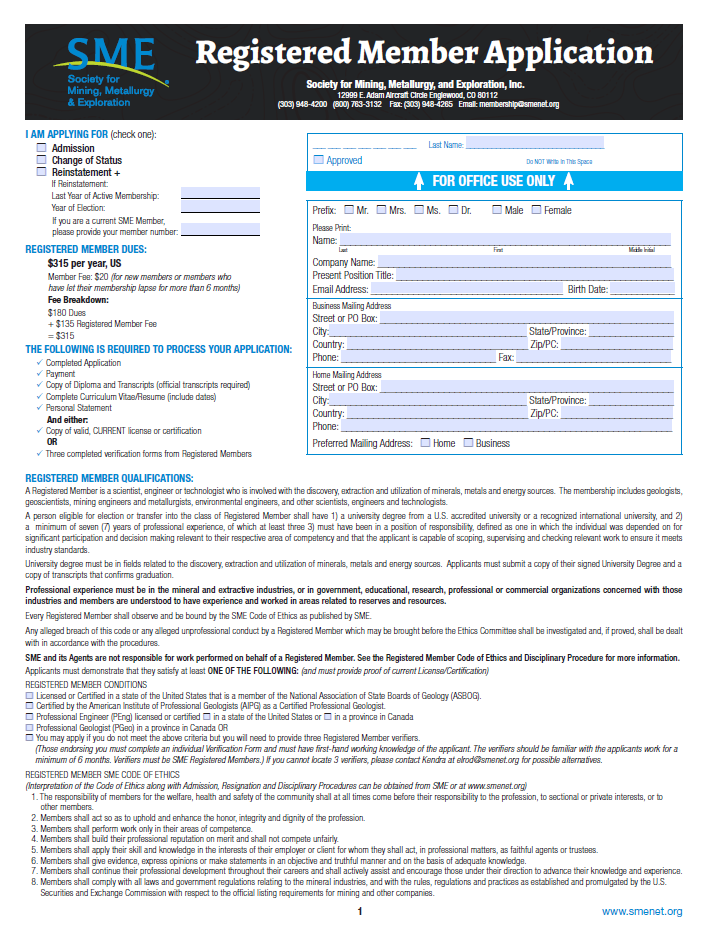 SME
Society for
Mining, Metallurgy
& Exploration
Registered Member Application
Society for Mining, Metallurgy, and Exploration, Inc.
12999 E. Adam Aircraft Circle Englewood, CO 80112
(303) 948-4200 (800) 763-3132 Fax: (303) 948-4265 Email: membership@smenet.org
I AM APPLYING FOR (check one):
Admission
Change of Status
Reinstatement +
If Reinstatement:
Last Year of Active Membership:
Year of Election:
If you are a current SME Member,
please provide your member number:
REGISTERED MEMBER DUES:
$315 per year, US
Member Fee: $20 (for new members or members who
have let their membership lapse for more than 6 months)
Fee Breakdown:
$180 Dues
+ $135 Registered Member Fee
= $315
THE FOLLOWING IS REQUIRED TO PROCESS YOUR APPLICATION:
✓ Completed Application
✓ Payment
✓ Copy of Diploma and Transcripts (official transcripts required)
✓ Complete Curriculum Vitae/Resume (include dates)
✓ Personal Statement
And either:
✓ Copy of valid, CURRENT license or certification
OR
✓ Three completed verification forms from Registered Members
Last Name:
Approved
Do NOT Write In This Space
FOR OFFICE USE ONLY
Prefix: Mr. Mrs. Ms. Dr. Male Female
Please Print:
Name:
Last First Middle Initial
Company Name:
Present Position Title:
Email Address: Birth Date:
Business Mailing Address
Street or PO Box:
City: State/Province:
Country: Zip/PC:
Phone: Fax:
Home Mailing Address
Street or PO Box:
City: State/Province:
Country: Zip/PC:
Phone:
Preferred Mailing Address: Home Business
REGISTERED MEMBER QUALIFICATIONS:
A Registered Member is a scientist, engineer or technologist who is involved with the discovery, extraction and utilization of minerals, metals and energy sources. The membership includes geologists,
geoscientists, mining engineers and metallurgists, environmental engineers, and other scientists, engineers and technologists.
A person eligible for election or transfer into the class of Registered Member shall have 1) a university degree from a U.S. accredited university or a recognized international university, and 2)
a minimum of seven (7) years of professional experience, of which at least three 3) must have been in a position of responsibility, defined as one in which the individual was depended on for
significant participation and decision making relevant to their respective area of competency and that the applicant is capable of scoping, supervising and checking relevant work to ensure it meets
industry standards.
University degree must be in fields related to the discovery, extraction and utilization of minerals, metals and energy sources. Applicants must submit a copy of their signed University Degree and a
copy of transcripts that confirms graduation.
Professional experience must be in the mineral and extractive industries, or in government, educational, research, professional or commercial organizations concerned with those
industries and members are understood to have experience and worked in areas related to reserves and resources.
Every Registered Member shall observe and be bound by the SME Code of Ethics as published by SME.
Any alleged breach of this code or any alleged unprofessional conduct by a Registered Member which may be brought before the Ethics Committee shall be investigated and, if proved, shall be dealt
with in accordance with the procedures.
SME and its Agents are not responsible for work performed on behalf of a Registered Member. See the Registered Member Code of Ethics and Disciplinary Procedure for more information.
Applicants must demonstrate that they satisfy at least ONE OF THE FOLLOWING: (and must provide proof of current License/Certification)
REGISTERED MEMBER CONDITIONS
Licensed or Certified in a state of the United States that is a member of the National Association of State Boards of Geology (ASBOG).
Certified by the American Institute of Professional Geologists (AIPG) as a Certified Professional Geologist.
Professional Engineer (PEng) licensed or certified in a state of the United States or in a province in Canada
Professional Geologist (PGeo) in a province in Canada OR
You may apply if you do not meet the above criteria but you will need to provide three Registered Member verifiers.
(Those endorsing you must complete an individual Verification Form and must have first-hand working knowledge of the applicant. The verifiers should be familiar with the applicants work for a
minimum of 6 months. Verifiers must be SME Registered Members.) If you cannot locate 3 verifiers, please contact Kendra at elrod@smenet.org for possible alternatives.
REGISTERED MEMBER SME CODE OF ETHICS
(Interpretation of the Code of Ethics along with Admission, Resignation and Disciplinary Procedures can be obtained from SME or at www.smenet.org)
1. The responsibility of members for the welfare, health and safety of the community shall at all times come before their responsibility to the profession, to sectional or private interests, or to
other members.
2. Members shall act so as to uphold and enhance the honor, integrity and dignity of the profession.
3. Members shall perform work only in their areas of competence.
4. Members shall build their professional reputation on merit and shall not compete unfairly.
5. Members shall apply their skill and knowledge in the interests of their employer or client for whom they shall act, in professional matters, as faithful agents or trustees.
6. Members shall give evidence, express opinions or make statements in an objective and truthful manner and on the basis of adequate knowledge.
7. Members shall continue their professional development throughout their careers and shall actively assist and encourage those under their direction to advance their knowledge and experience.
8. Members shall comply with all laws and government regulations relating to the mineral industries, and with the rules, regulations and practices as established and promulgated by the U.S.
Securities and Exchange Commission with respect to the official listing requirements for mining and other companies.
1
www.smenet.org